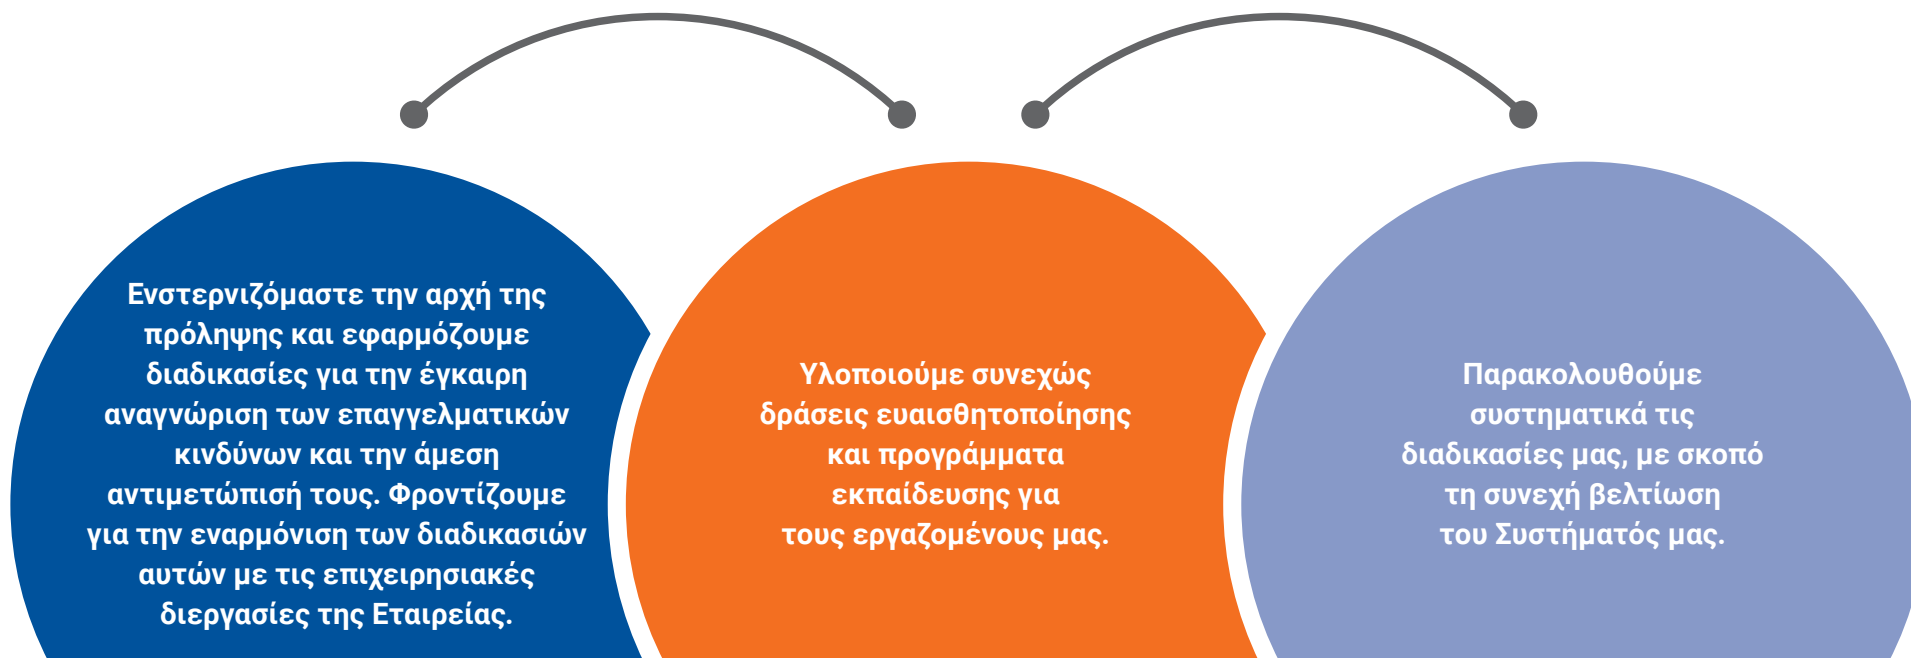 Ενστερνιζόμαστε την αρχή της
πρόληψης και εφαρμόζουμε
διαδικασίες για την έγκαιρη
αναγνώριση των επαγγελματικών
κινδύνων και την άμεση
αντιμετώπισή τους. Φροντίζουμε
για την εναρμόνιση των διαδικασιών
αυτών με τις επιχειρησιακές
διεργασίες της Εταιρείας.
Υλοποιούμε συνεχώς
δράσεις ευαισθητοποίησης
και προγράμματα
εκπαίδευσης για
τους εργαζομένους μας.
Παρακολουθούμε
συστηματικά τις
διαδικασίες μας, με σκοπό
τη συνεχή βελτίωση
του Συστήματός μας.